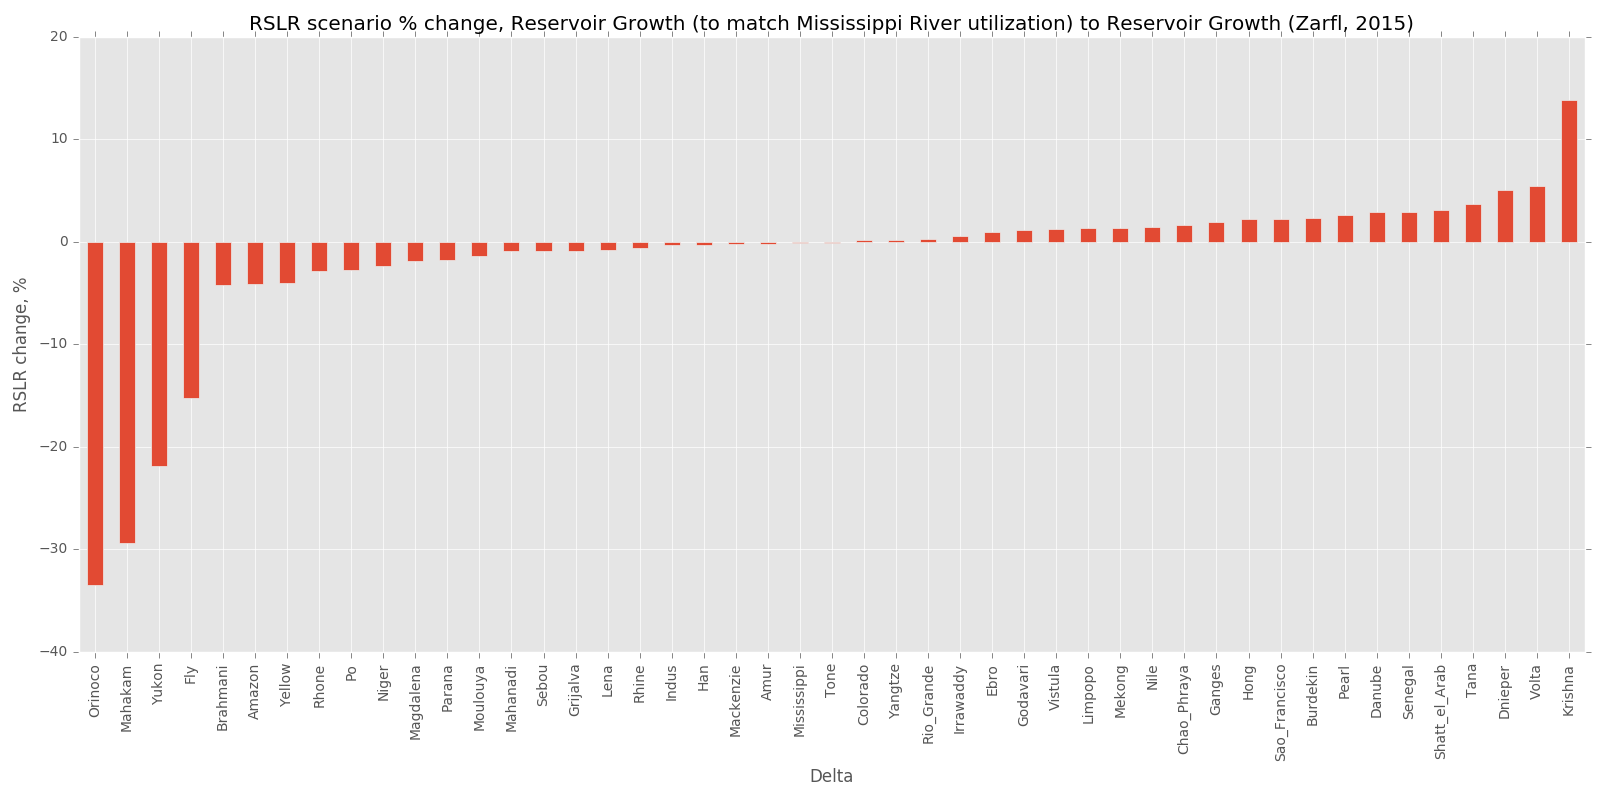 RSLR scenario % change, Reservoir Growth (to match Mississippi River utilization) to Reservoir Growth (Zarfl, 2015)
20
10
0
−10
−20
−30
−40
RSLR change, %
Orinoco
Mahakam
Yukon
Fly
Brahmani
Amazon
Yellow
Rhone
Po
Niger
Magdalena
Parana
Moulouya
Mahanadi
Sebou
Grijalva
Lena
Rhine
Indus
Han
Mackenzie
Amur
Mississippi
Tone
Colorado
Yangtze
Rio_Grande
Irrawaddy
Ebro
Godavari
Vistula
Limpopo
Mekong
Nile
Chao_Phraya
Ganges
Hong
Sao_Francisco
Burdekin
Pearl
Danube
Senegal
Shatt_el_Arab
Tana
Dnieper
Volta
Krishna
Delta